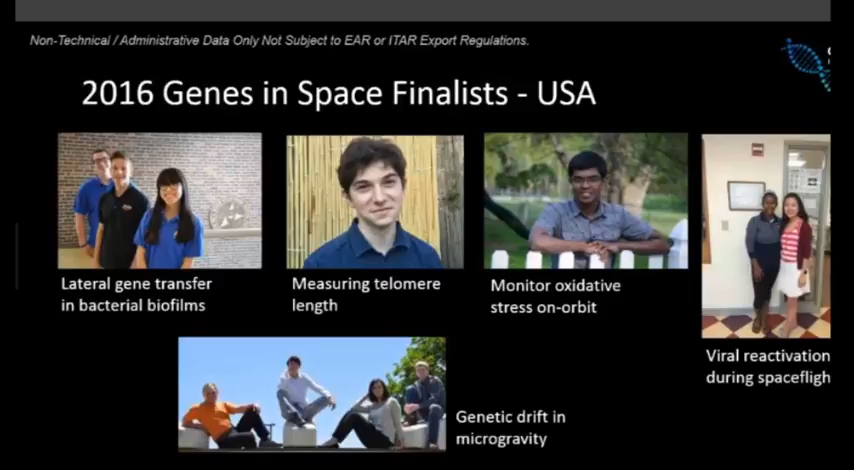 Non-Technical / Administrative Data Only Not Subject to EAR or ITAR Export Regulations.
2016 Genes in Space Finalists - USA
Lateral gene transfer
in bacterial biofilms
Measuring telomere
length
Monitor oxidative
stress on-orbit
Viral reactivation
during spacefligh
Genetic drift in
microgravity